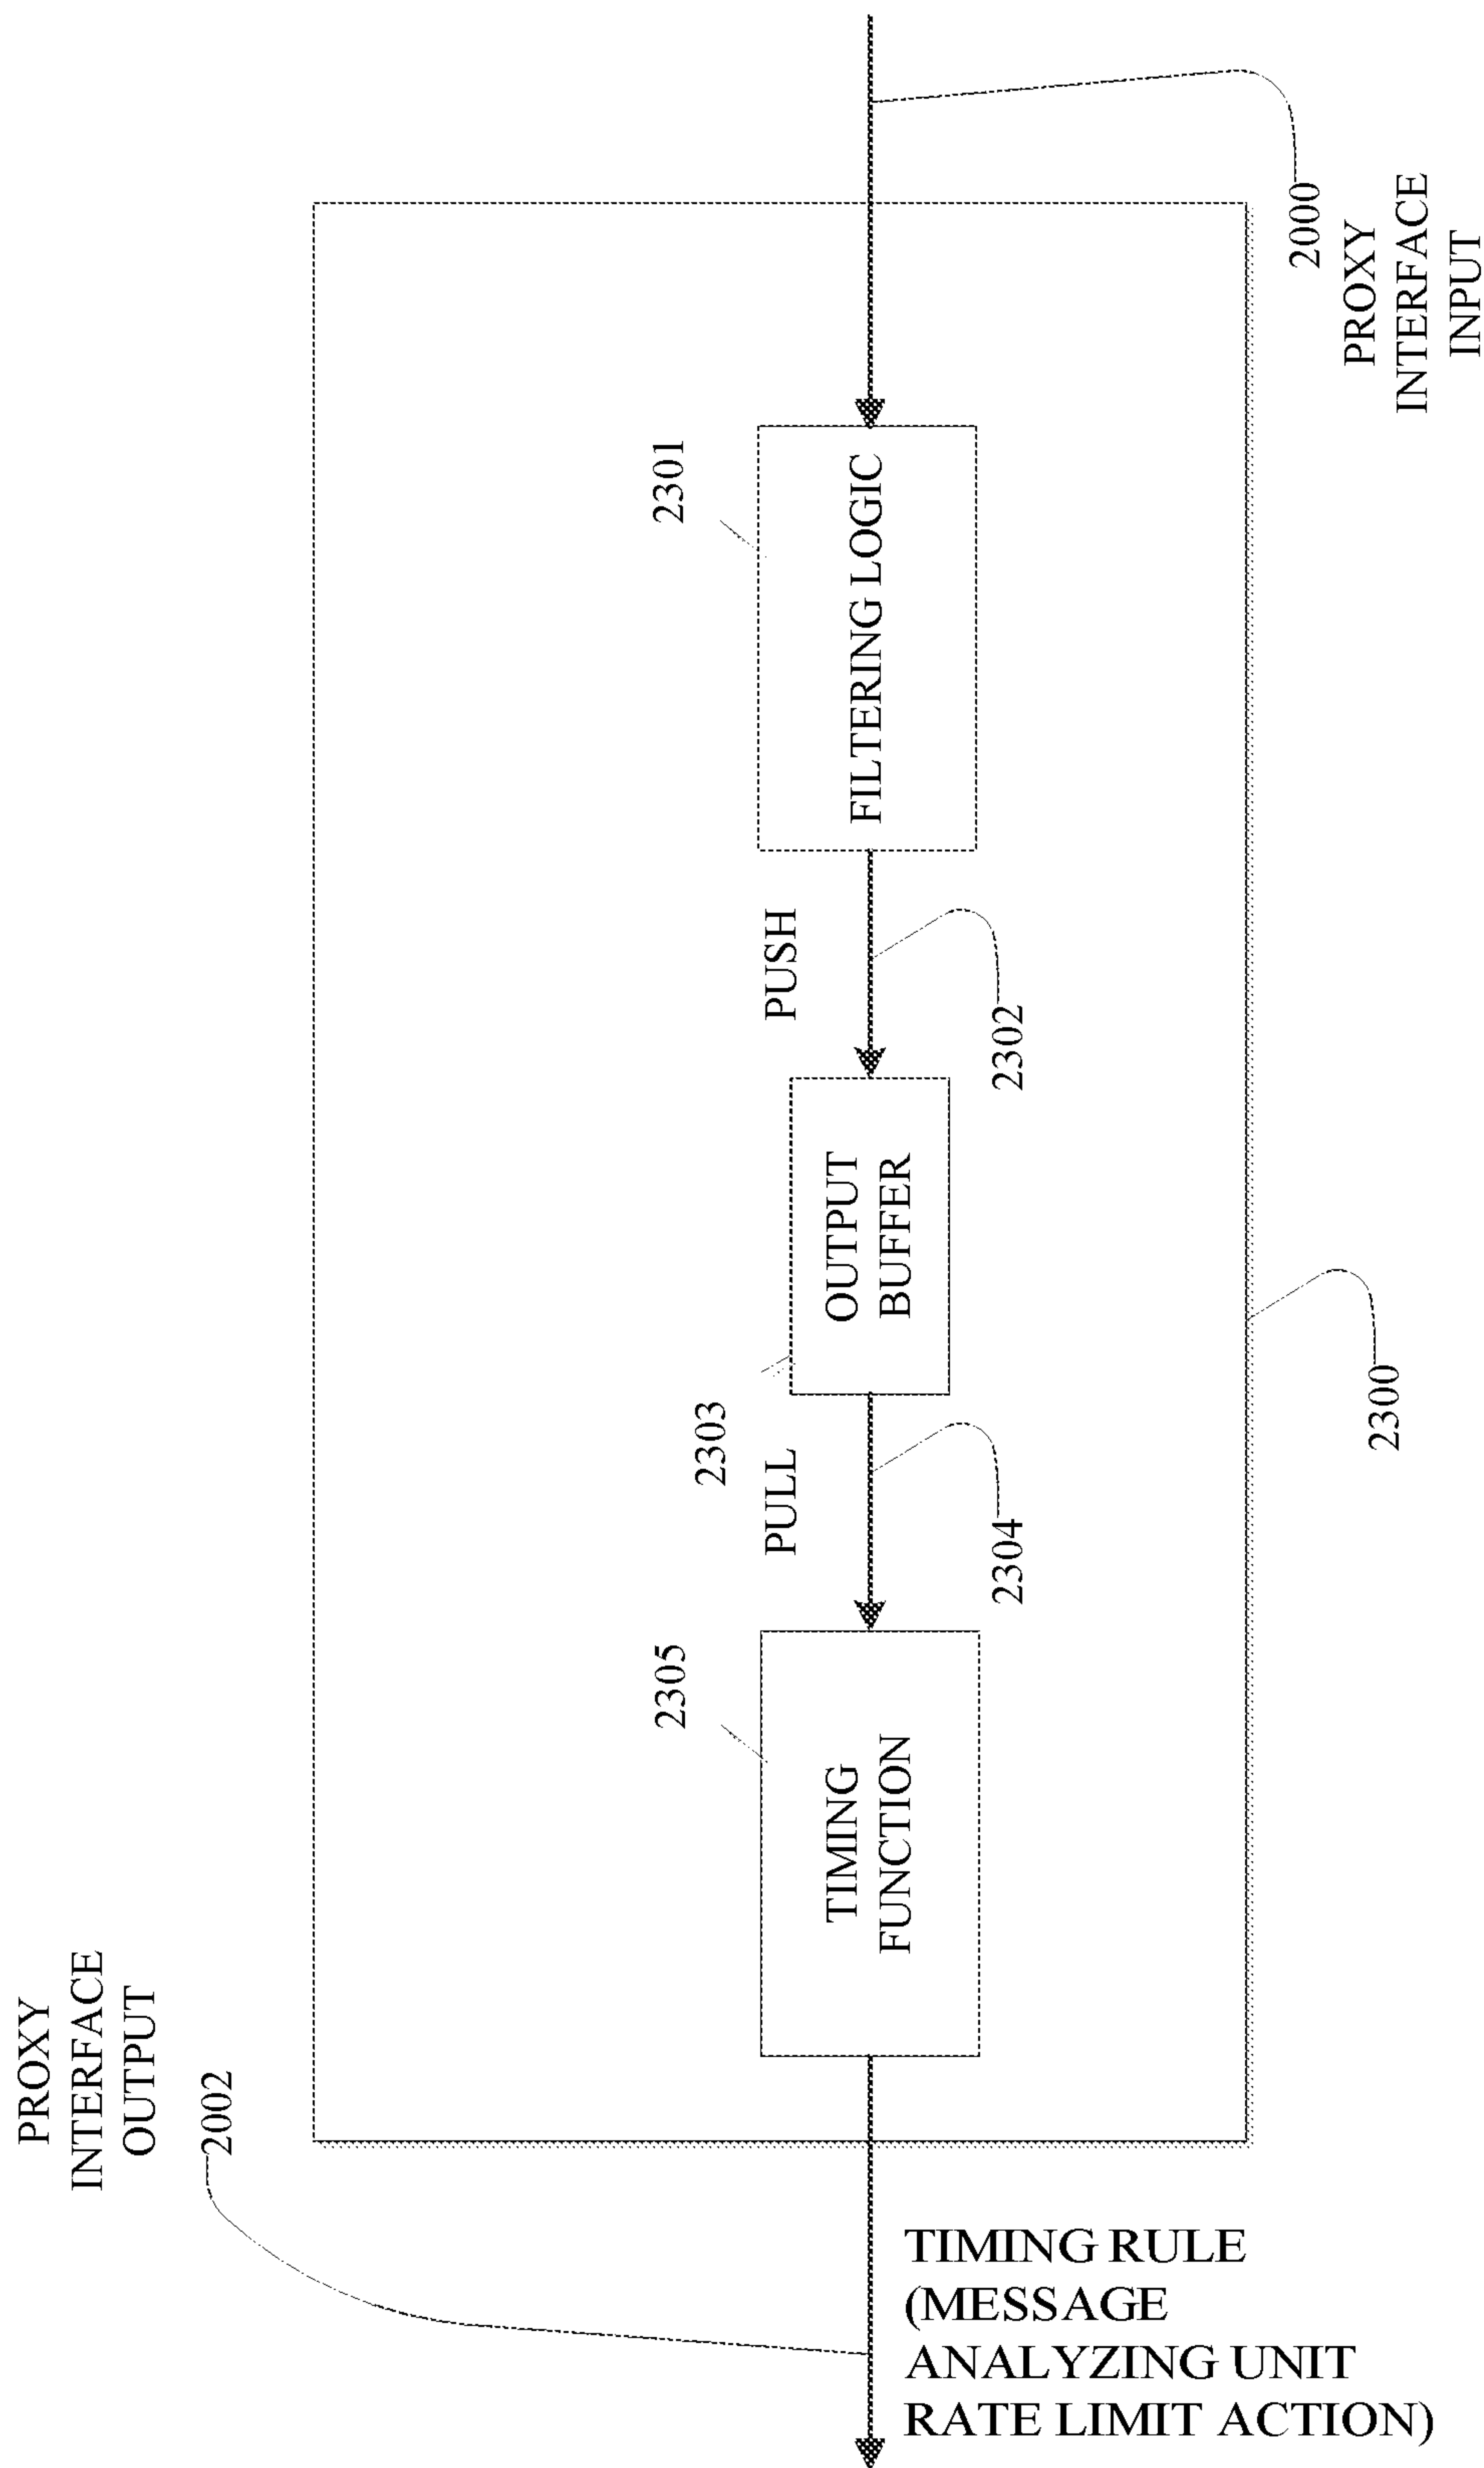 2000
PROXY
INTERFACE
INPUT
2301
FILTERING LOGIC
PUSH
2302
OUTPUT
BUFFER
2303
PULL
2304
2300
2305
TIMING
FUNCTION
PROXY
INTERFACE
OUTPUT
2002
TIMING RULE
(MESSAGE
ANALYZING UNIT
RATE LIMIT ACTION)